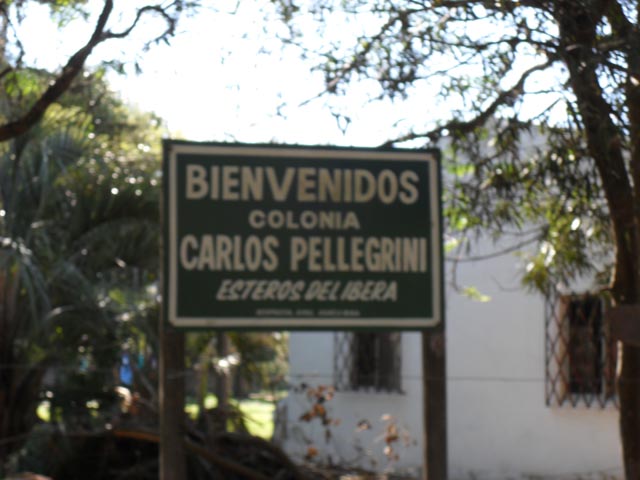 BIENVENIDOS
COLONIA
CARLOS PELLEGRINI
ESTEROS DEL IBERA